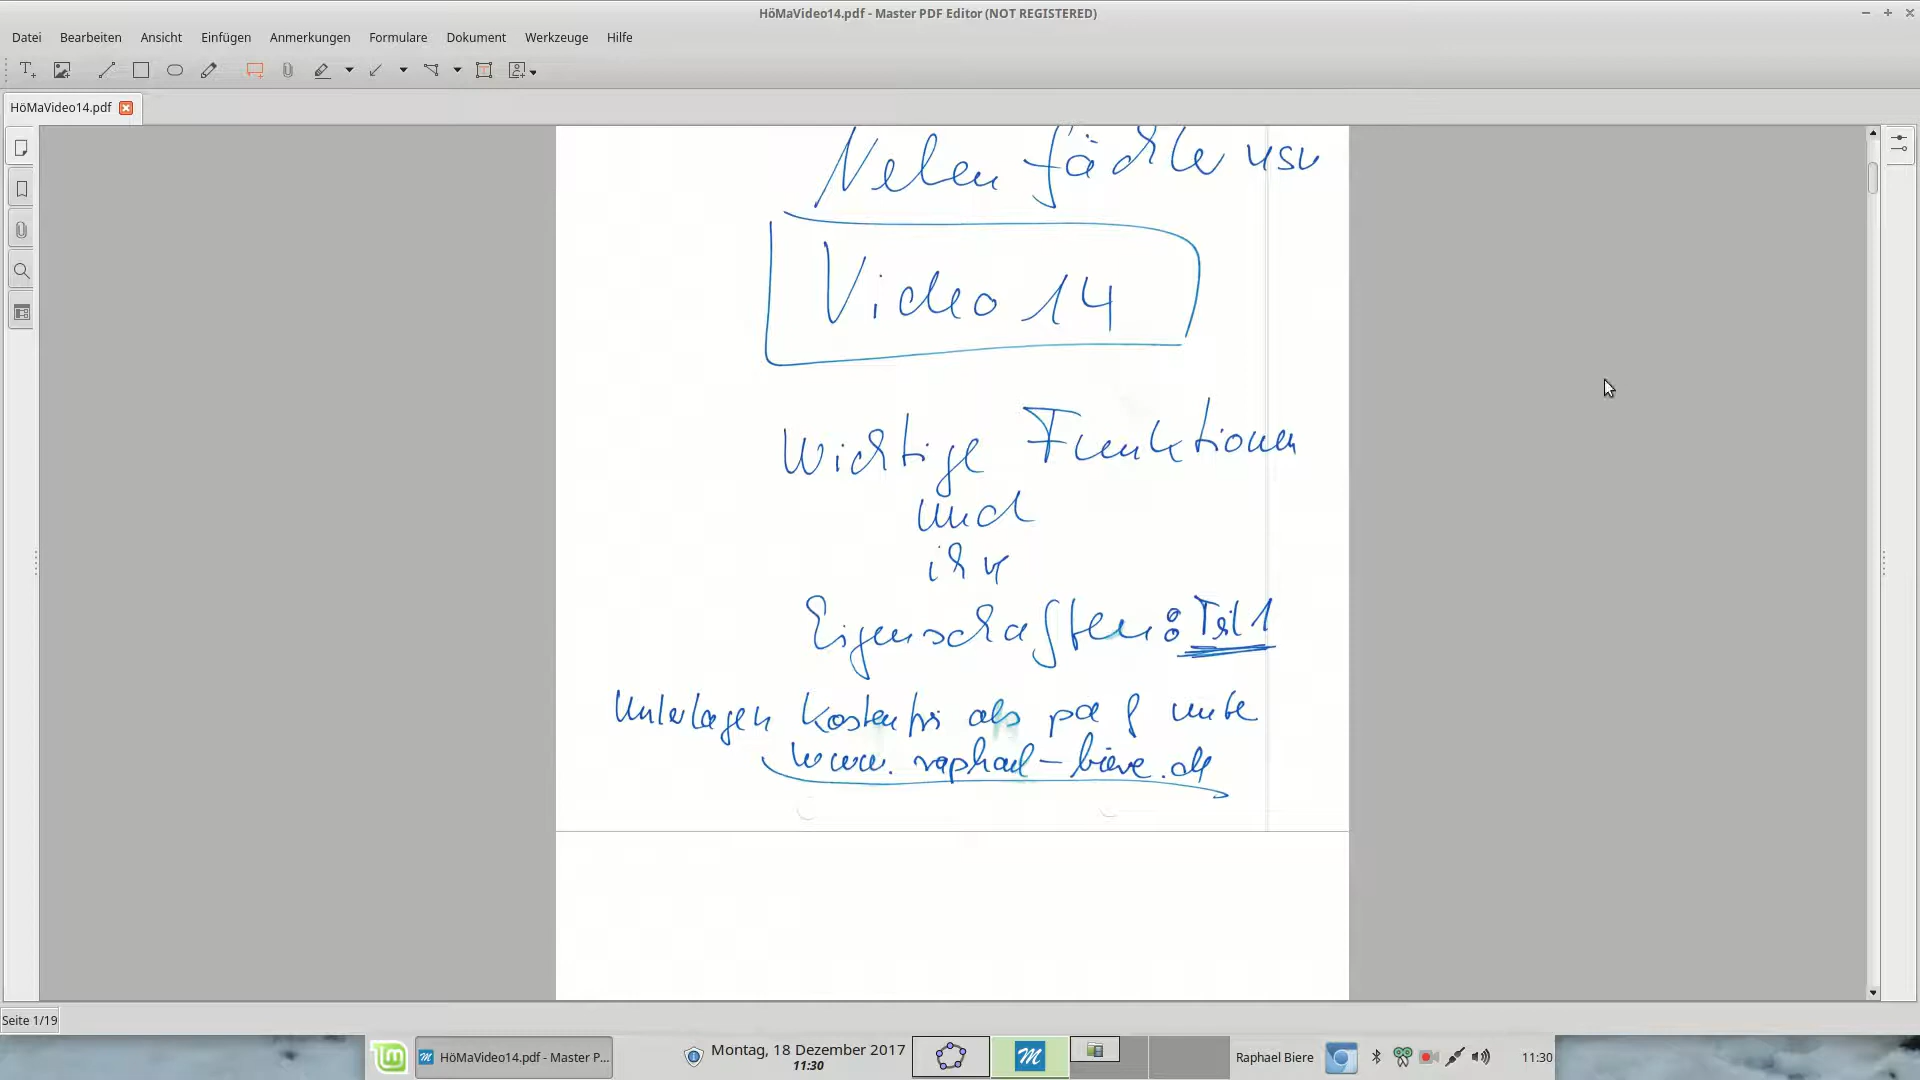 HöMaVideo14.pdf - Master PDF Editor (NOT REGISTERED)
Datei Bearbeiten Ansicht Einfügen Anmerkungen Formulare Dokument Werkzeuge Hilfe
HöMaVideo14.pdf
Nebenfächler usw
Video 14
Wichtige Funktionen
und
ihre
Eigenschaften: Teil 1
Unterlagen kostenfrei als pdf unter
www.raphael-biere.de
Seite 1/19
HöMaVideo14.pdf - Master P...
Montag, 18 Dezember 2017
11:30
Raphael Biere
11:30